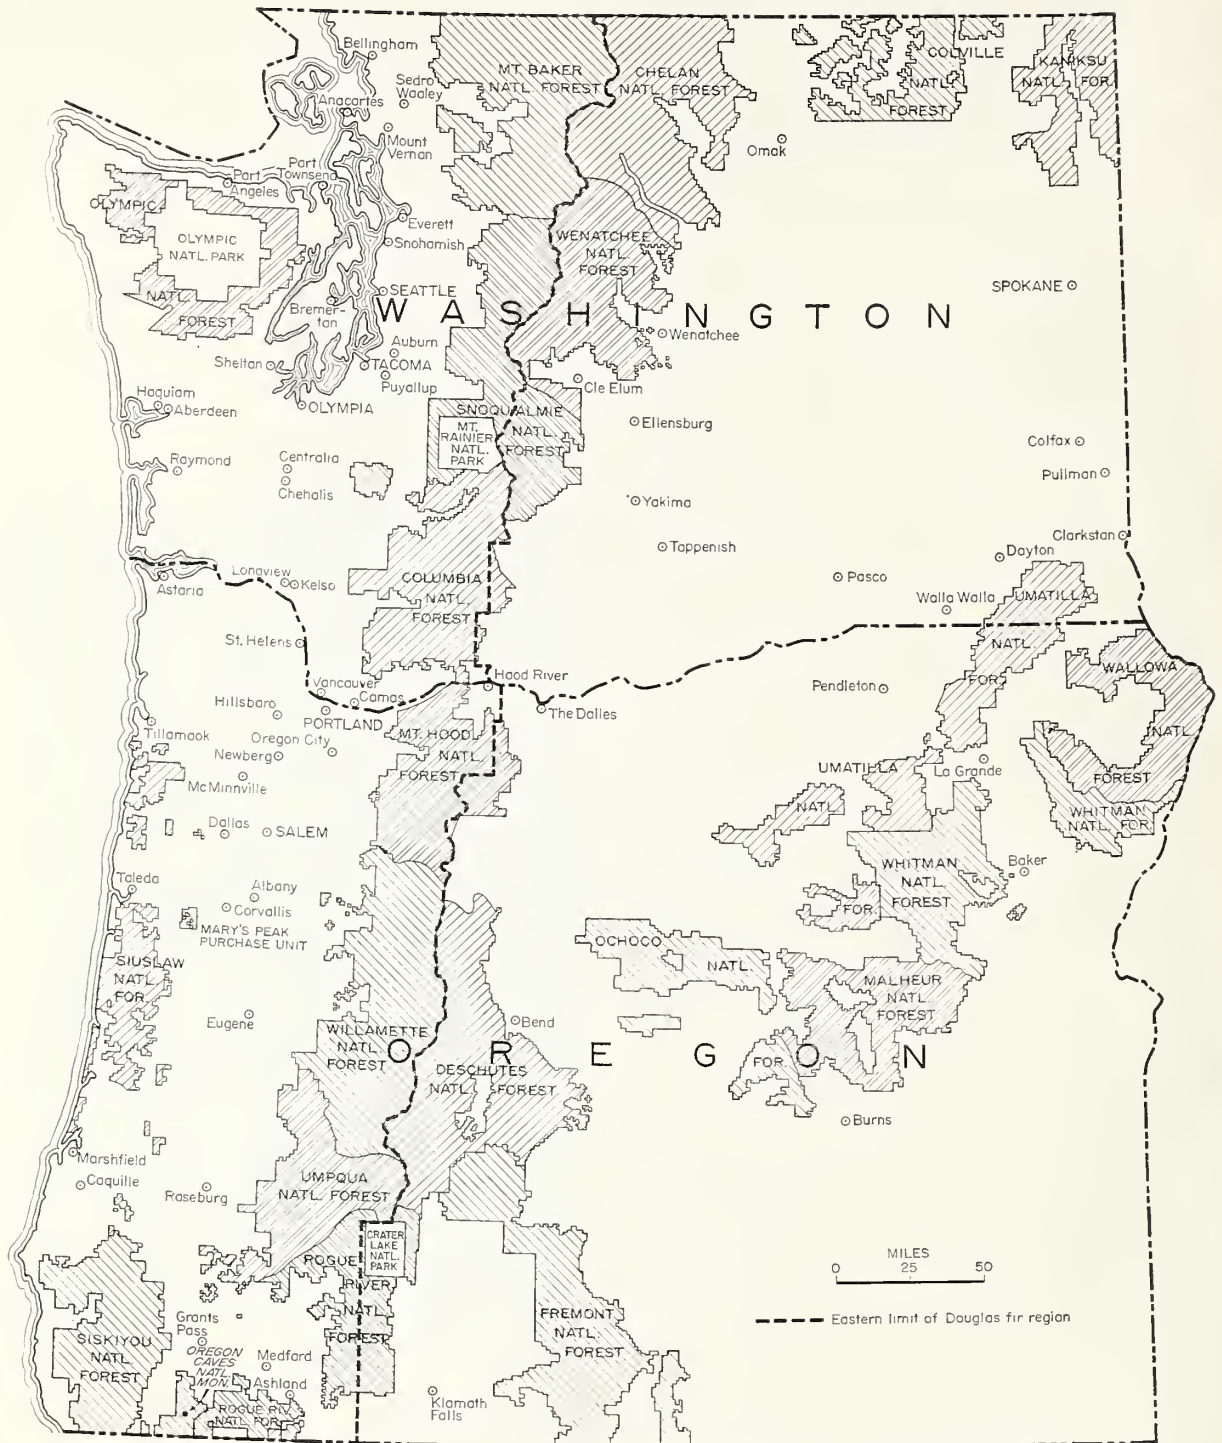 Bellingham
MT. BAKER
NATL. FOREST
CHELAN
NATL. FOREST
COLVILLE
NATL.
FOREST
KANIKSU
NATL. FOR.
Sedro
Wooley
Anacortes
Mount
Vernon
Omak
Port
Townsend
Port
Angeles
OLYMPIC
OLYMPIC
NATL. PARK
NATL.
FOREST
Everett
Snohomish
WENATCHEE
NATL.
FOREST
SEATTLE
Bremer-
ton
SPOKANE
WASHINGTON
Wenatchee
Auburn
Shelton
TACOMA
Puyallup
Cle Elum
Hoquiam
Aberdeen
OLYMPIA
SNOQUALMIE
NATL.
FOREST
MT.
RAINIER
NATL.
PARK
Ellensburg
Colfax
Raymond
Centralia
Chehalis
Pullman
Yakima
Clarkston
Toppenish
Dayton
Longview
Kelso
Astoria
COLUMBIA
NATL.
FOREST
Pasco
Walla Walla
UMATILLA
NATL.
FOR.
St. Helens
WALLOWA
NATL.
FOREST
Hood River
Vancouver
Camas
Pendleton
Hillsboro
PORTLAND
The Dalles
Tillamook
Oregon City
Newberg
MT. HOOD
NATL.
FOREST
UMATILLA
La Grande
McMinnville
NATL.
WHITMAN
NATL. FOR.
Dallas
SALEM
WHITMAN
NATL.
FOREST
Baker
Toledo
Albany
Corvallis
MARY'S PEAK
PURCHASE UNIT
FOR.
OCHOCO
NATL.
SIUSLAW
NATL.
FOR.
MALHEUR
NATL.
FOREST
Eugene
Bend
WILLAMETTE
NATL.
FOREST
OREGON
DESCHUTES
NATL. FOREST
FOR.
Burns
Marshfield
Coquille
Roseburg
UMPQUA
NATL. FOREST
CRATER
LAKE
NATL.
PARK
ROGUE
RIVER
NATL.
FOREST
MILES
0 25 50
Eastern limit of Douglas fir region
FREMONT
NATL.
FOREST
Grants
Pass
SISKIYOU
NATL.
FOREST
OREGON
CAVES
NATL.
MON.
Medford
Ashland
ROGUE RIV.
NATL. FOR.
Klamath
Falls